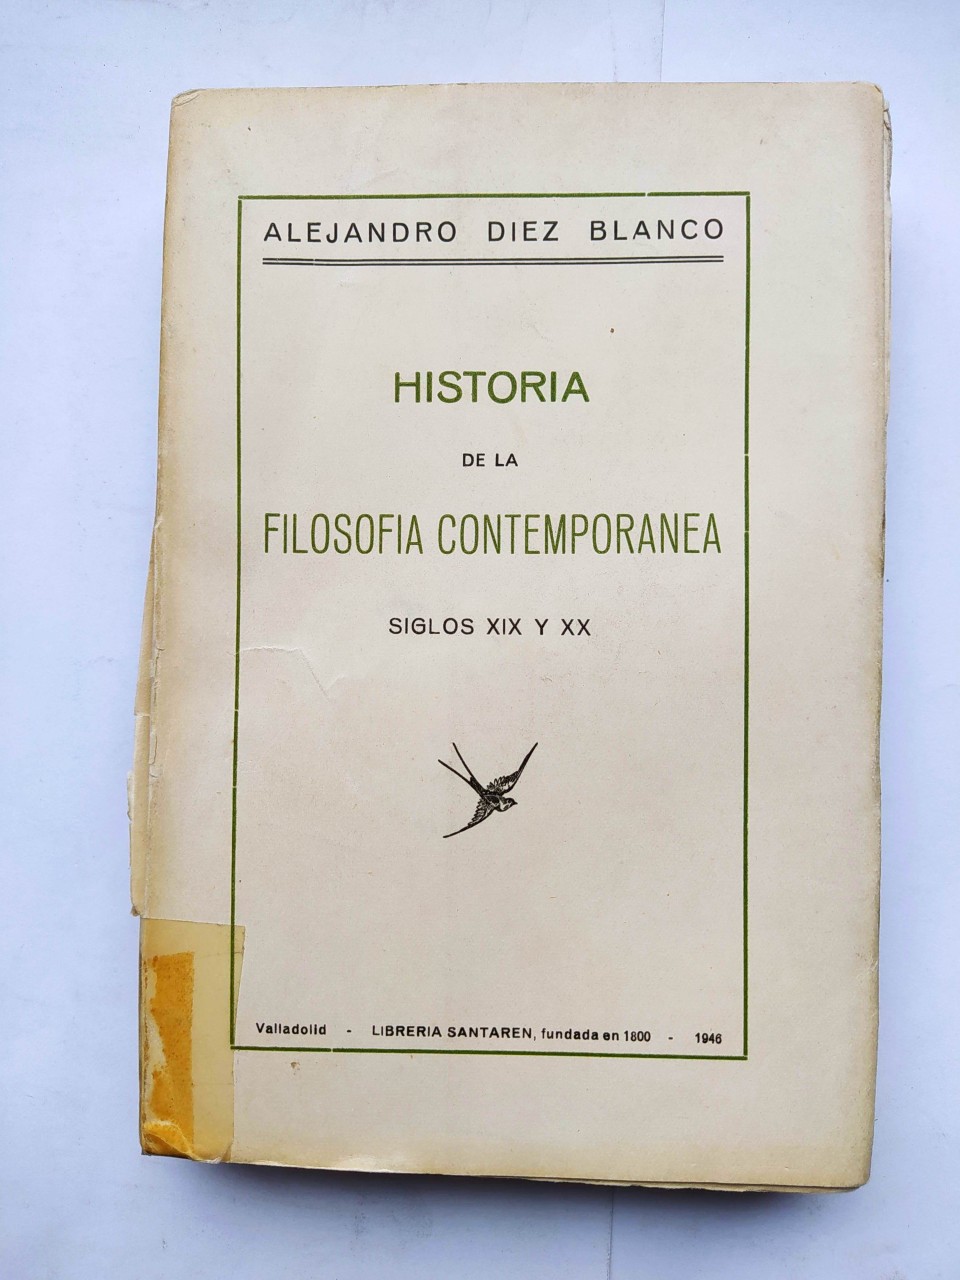 ALEJANDRO DIEZ BLANCO
HISTORIA
DE LA
FILOSOFIA CONTEMPORANEA
SIGLOS XIX Y XX
Valladolid - LIBRERIA SANTAREN, fundada en 1800 - 1946